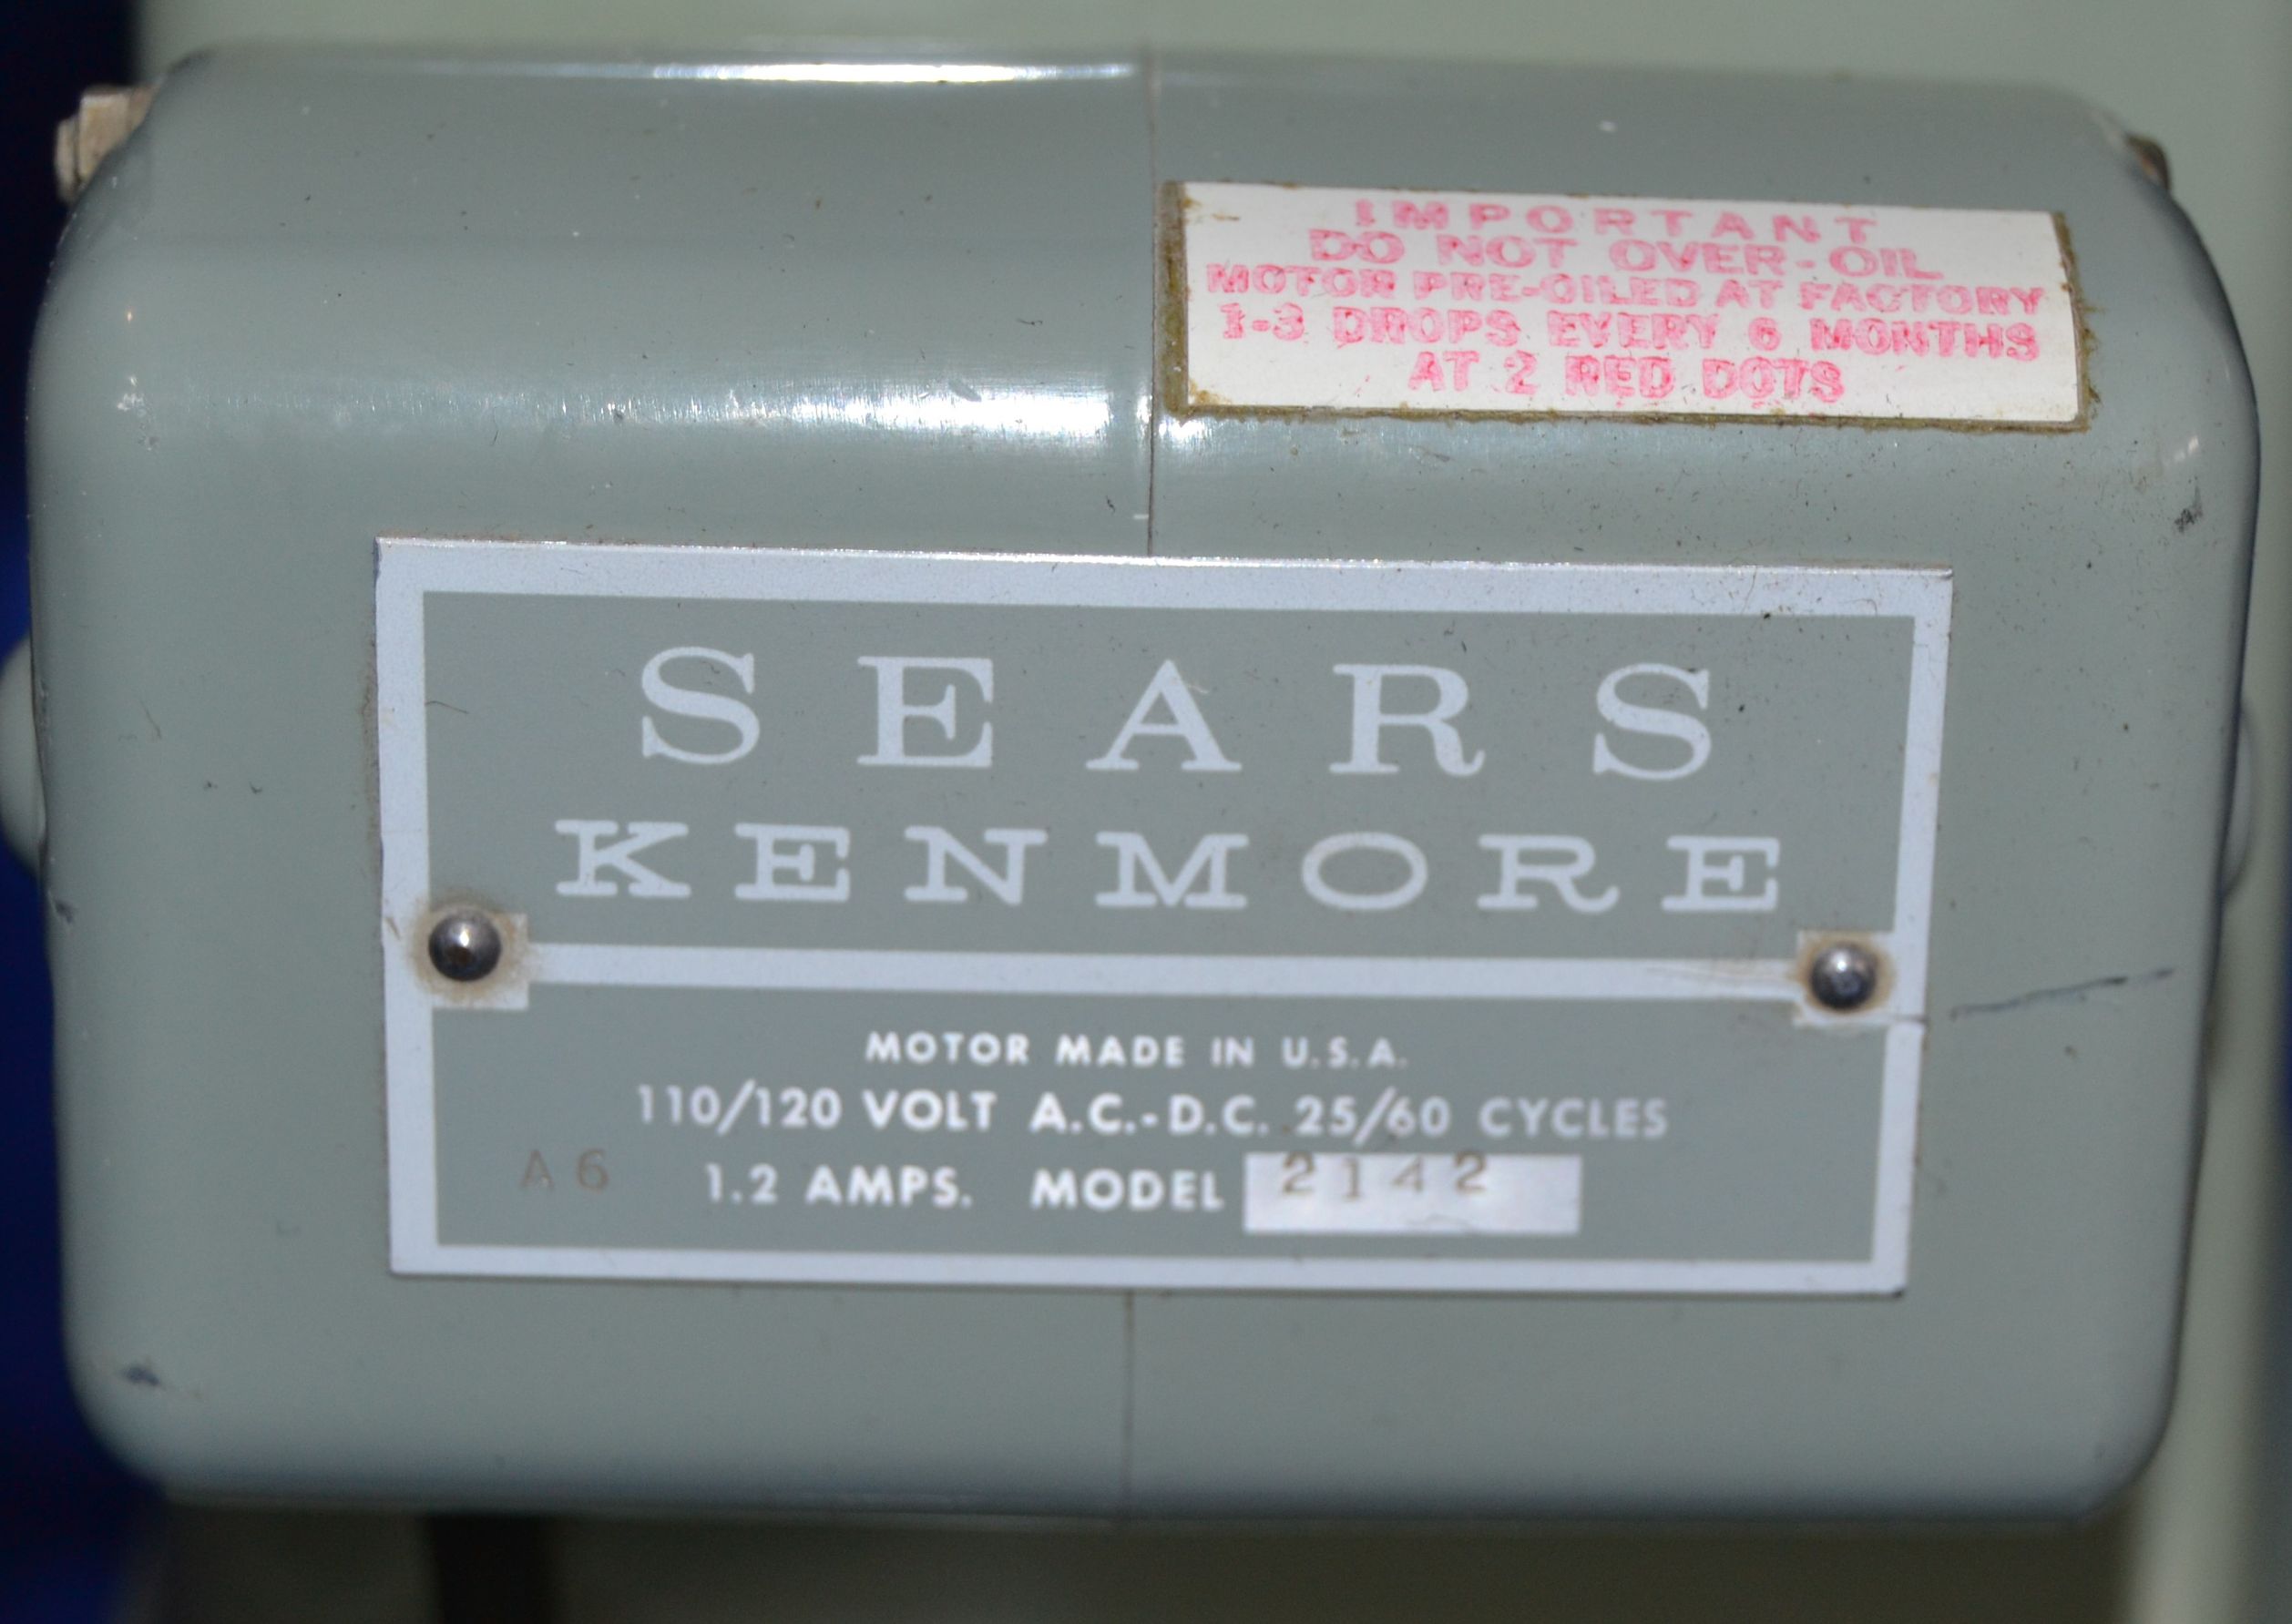 IMPORTANT
DO NOT OVER-OIL
MOTOR PRE-OILED AT FACTORY
1-3 DROPS EVERY 6 MONTHS
AT 2 RED DOTS
SEARS
KENMORE
MOTOR MADE IN U.S.A.
110/120 VOLT A.C.-D.C. 25/60 CYCLES
A6 1.2 AMPS. MODEL 2142